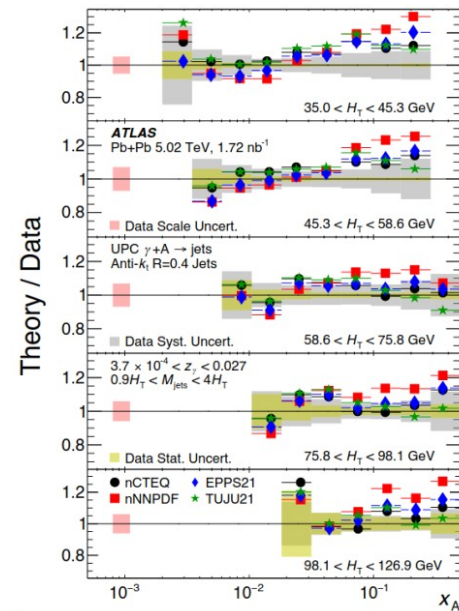 Theory / Data
1.2
1
0.8
35.0 < H_T < 45.3 GeV
ATLAS
Pb+Pb 5.02 TeV, 1.72 nb⁻¹
1.2
1
0.8
Data Scale Uncert.
45.3 < H_T < 58.6 GeV
UPC γ+A → jets
Anti-k_t R=0.4 Jets
1.2
1
0.8
Data Syst. Uncert.
58.6 < H_T < 75.8 GeV
3.7 × 10⁻⁴ < z_γ < 0.027
0.9H_T < M_jets < 4H_T
1.2
1
0.8
Data Stat. Uncert.
75.8 < H_T < 98.1 GeV
nCTEQ EPPS21
nNNPDF TUJU21
1.2
1
0.8
98.1 < H_T < 126.9 GeV
10⁻³ 10⁻² 10⁻¹ x_A